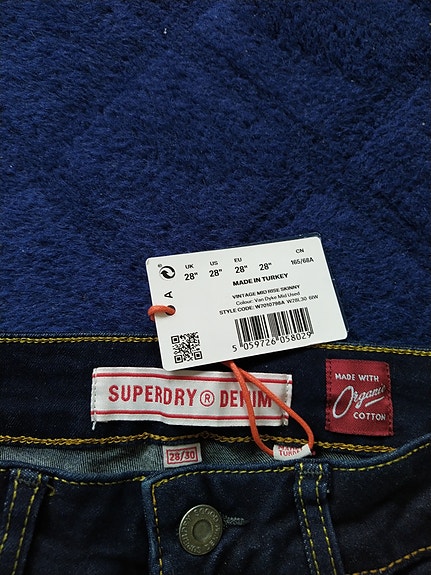 UK US EU CN
28" 28" 28" 28" 165/68A
MADE IN TURKEY
A
VINTAGE MID RISE SKINNY
Colour: Van Dyke Mid Used
STYLE CODE: W7010798A W28L30 6IW
5 059726 058029
SUPERDRY ® DENIM
MADE WITH
Organic
COTTON
28/30